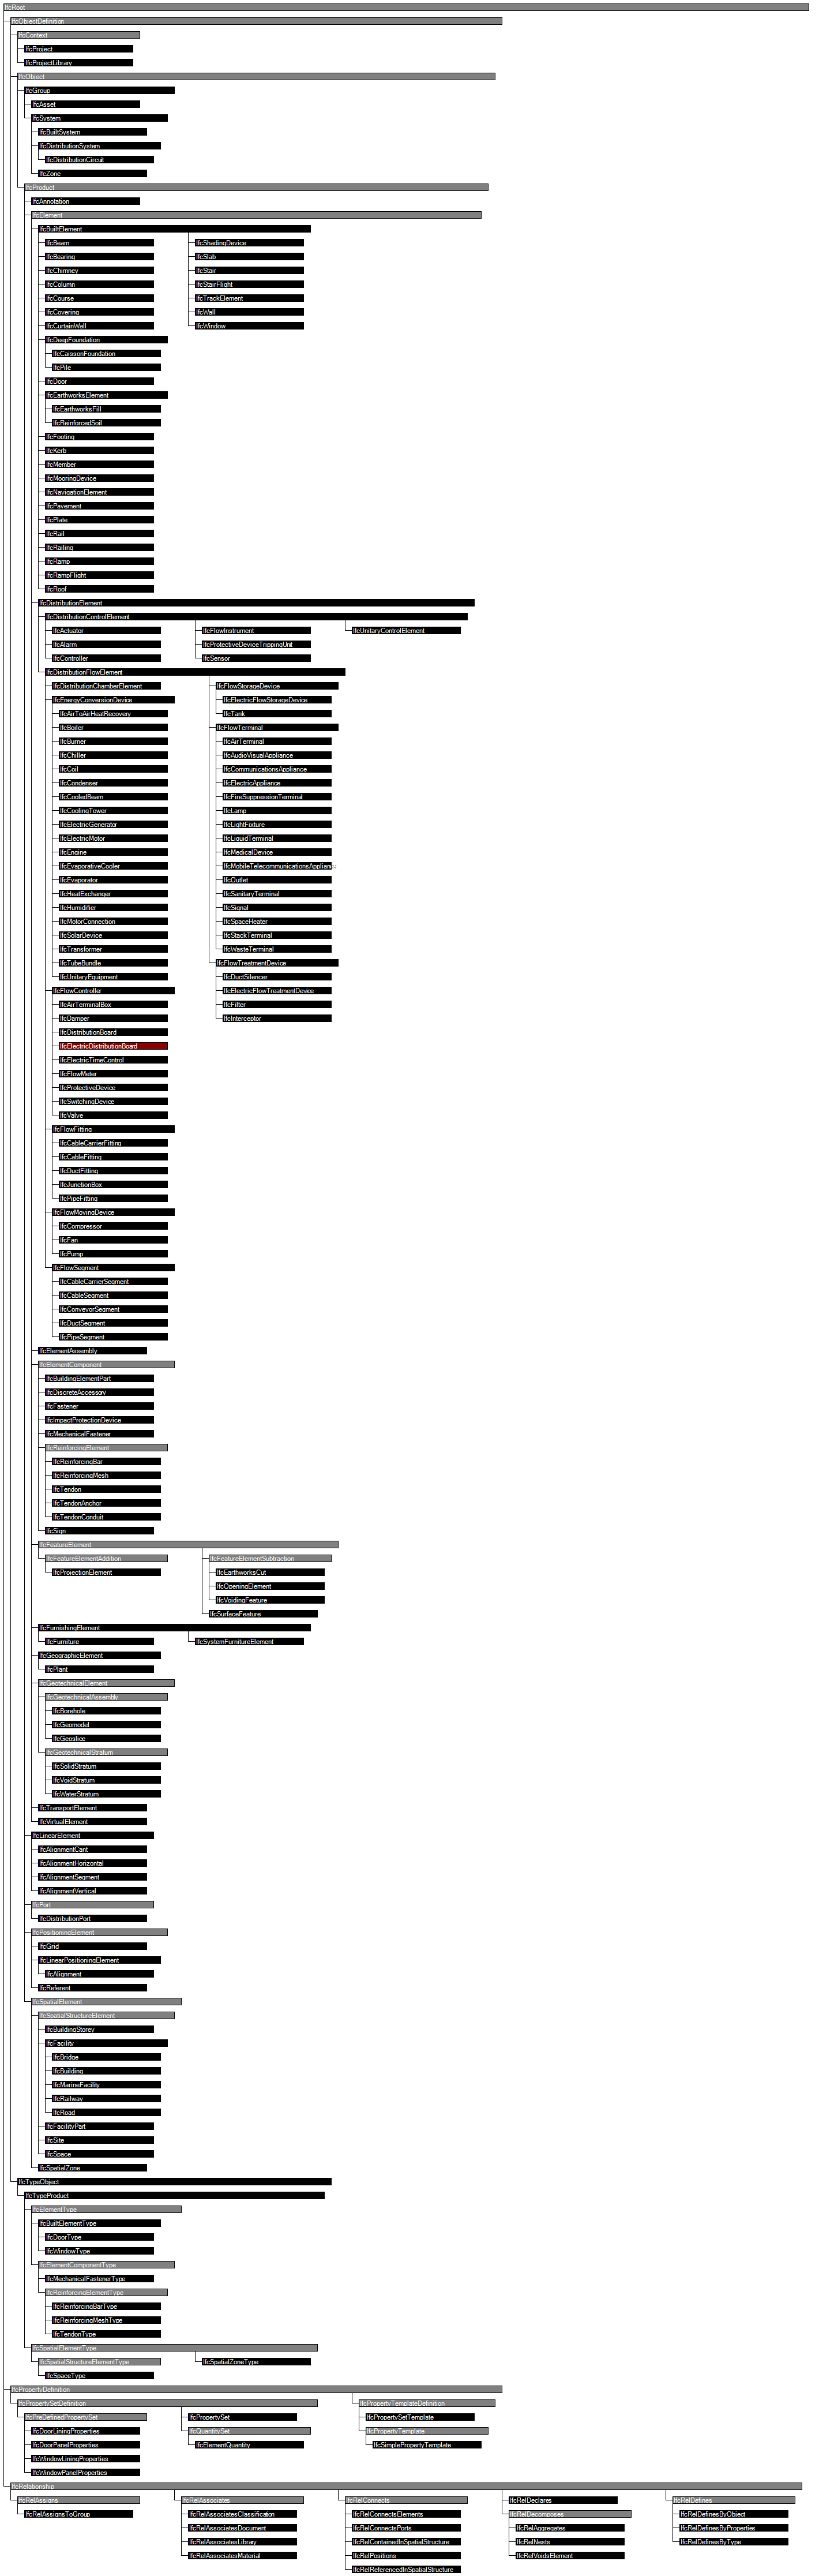 IfcRoot
IfcObjectDefinition
IfcContext
IfcProject
IfcProjectLibrary
IfcObject
IfcGroup
IfcAsset
IfcSystem
IfcBuiltSystem
IfcDistributionSystem
IfcDistributionCircuit
IfcZone
IfcProduct
IfcAnnotation
IfcElement
IfcBuiltElement
IfcBeam
IfcBearing
IfcChimney
IfcColumn
IfcCourse
IfcCovering
IfcCurtainWall
IfcDeepFoundation
IfcCaissonFoundation
IfcPile
IfcDoor
IfcEarthworksElement
IfcEarthworksFill
IfcReinforcedSoil
IfcFooting
IfcKerb
IfcMember
IfcMooringDevice
IfcNavigationElement
IfcPavement
IfcPlate
IfcRail
IfcRailing
IfcRamp
IfcRampFlight
IfcRoof
IfcShadingDevice
IfcSlab
IfcStair
IfcStairFlight
IfcTrackElement
IfcWall
IfcWindow
IfcDistributionElement
IfcDistributionControlElement
IfcActuator
IfcAlarm
IfcController
IfcFlowInstrument
IfcProtectiveDeviceTrippingUnit
IfcSensor
IfcUnitaryControlElement
IfcDistributionFlowElement
IfcDistributionChamberElement
IfcEnergyConversionDevice
IfcAirToAirHeatRecovery
IfcBoiler
IfcBurner
IfcChiller
IfcCoil
IfcCondenser
IfcCooledBeam
IfcCoolingTower
IfcElectricGenerator
IfcElectricMotor
IfcEngine
IfcEvaporativeCooler
IfcEvaporator
IfcHeatExchanger
IfcHumidifier
IfcMotorConnection
IfcSolarDevice
IfcTransformer
IfcTubeBundle
IfcUnitaryEquipment
IfcFlowController
IfcAirTerminalBox
IfcDamper
IfcDistributionBoard
IfcElectricDistributionBoard
IfcElectricTimeControl
IfcFlowMeter
IfcProtectiveDevice
IfcSwitchingDevice
IfcValve
IfcFlowFitting
IfcCableCarrierFitting
IfcCableFitting
IfcDuctFitting
IfcJunctionBox
IfcPipeFitting
IfcFlowMovingDevice
IfcCompressor
IfcFan
IfcPump
IfcFlowSegment
IfcCableCarrierSegment
IfcCableSegment
IfcConveyorSegment
IfcDuctSegment
IfcPipeSegment
IfcFlowStorageDevice
IfcElectricFlowStorageDevice
IfcTank
IfcFlowTerminal
IfcAirTerminal
IfcAudioVisualAppliance
IfcCommunicationsAppliance
IfcElectricAppliance
IfcFireSuppressionTerminal
IfcLamp
IfcLightFixture
IfcLiquidTerminal
IfcMedicalDevice
IfcMobileTelecommunicationsAppliance
IfcOutlet
IfcSanitaryTerminal
IfcSignal
IfcSpaceHeater
IfcStackTerminal
IfcWasteTerminal
IfcFlowTreatmentDevice
IfcDuctSilencer
IfcElectricFlowTreatmentDevice
IfcFilter
IfcInterceptor
IfcElementAssembly
IfcElementComponent
IfcBuildingElementPart
IfcDiscreteAccessory
IfcFastener
IfcImpactProtectionDevice
IfcMechanicalFastener
IfcReinforcingElement
IfcReinforcingBar
IfcReinforcingMesh
IfcTendon
IfcTendonAnchor
IfcTendonConduit
IfcSign
IfcFeatureElement
IfcFeatureElementAddition
IfcProjectionElement
IfcFeatureElementSubtraction
IfcEarthworksCut
IfcOpeningElement
IfcVoidingFeature
IfcSurfaceFeature
IfcFurnishingElement
IfcFurniture
IfcSystemFurnitureElement
IfcGeographicElement
IfcPlant
IfcGeotechnicalElement
IfcGeotechnicalAssembly
IfcBorehole
IfcGeomodel
IfcGeoslice
IfcGeotechnicalStratum
IfcSolidStratum
IfcVoidStratum
IfcWaterStratum
IfcTransportElement
IfcVirtualElement
IfcLinearElement
IfcAlignmentCant
IfcAlignmentHorizontal
IfcAlignmentSegment
IfcAlignmentVertical
IfcPort
IfcDistributionPort
IfcPositioningElement
IfcGrid
IfcLinearPositioningElement
IfcAlignment
IfcReferent
IfcSpatialElement
IfcSpatialStructureElement
IfcBuildingStorey
IfcFacility
IfcBridge
IfcBuilding
IfcMarineFacility
IfcRailway
IfcRoad
IfcFacilityPart
IfcSite
IfcSpace
IfcSpatialZone
IfcTypeObject
IfcTypeProduct
IfcElementType
IfcBuiltElementType
IfcDoorType
IfcWindowType
IfcElementComponentType
IfcMechanicalFastenerType
IfcReinforcingElementType
IfcReinforcingBarType
IfcReinforcingMeshType
IfcTendonType
IfcSpatialElementType
IfcSpatialStructureElementType
IfcSpaceType
IfcSpatialZoneType
IfcPropertyDefinition
IfcPropertySetDefinition
IfcPreDefinedPropertySet
IfcDoorLiningProperties
IfcDoorPanelProperties
IfcWindowLiningProperties
IfcWindowPanelProperties
IfcPropertySet
IfcQuantitySet
IfcElementQuantity
IfcPropertyTemplateDefinition
IfcPropertySetTemplate
IfcPropertyTemplate
IfcSimplePropertyTemplate
IfcRelationship
IfcRelAssigns
IfcRelAssignsToGroup
IfcRelAssociates
IfcRelAssociatesClassification
IfcRelAssociatesDocument
IfcRelAssociatesLibrary
IfcRelAssociatesMaterial
IfcRelConnects
IfcRelConnectsElements
IfcRelConnectsPorts
IfcRelContainedInSpatialStructure
IfcRelPositions
IfcRelReferencedInSpatialStructure
IfcRelDeclares
IfcRelDecomposes
IfcRelAggregates
IfcRelNests
IfcRelVoidsElement
IfcRelDefines
IfcRelDefinesByObject
IfcRelDefinesByProperties
IfcRelDefinesByType